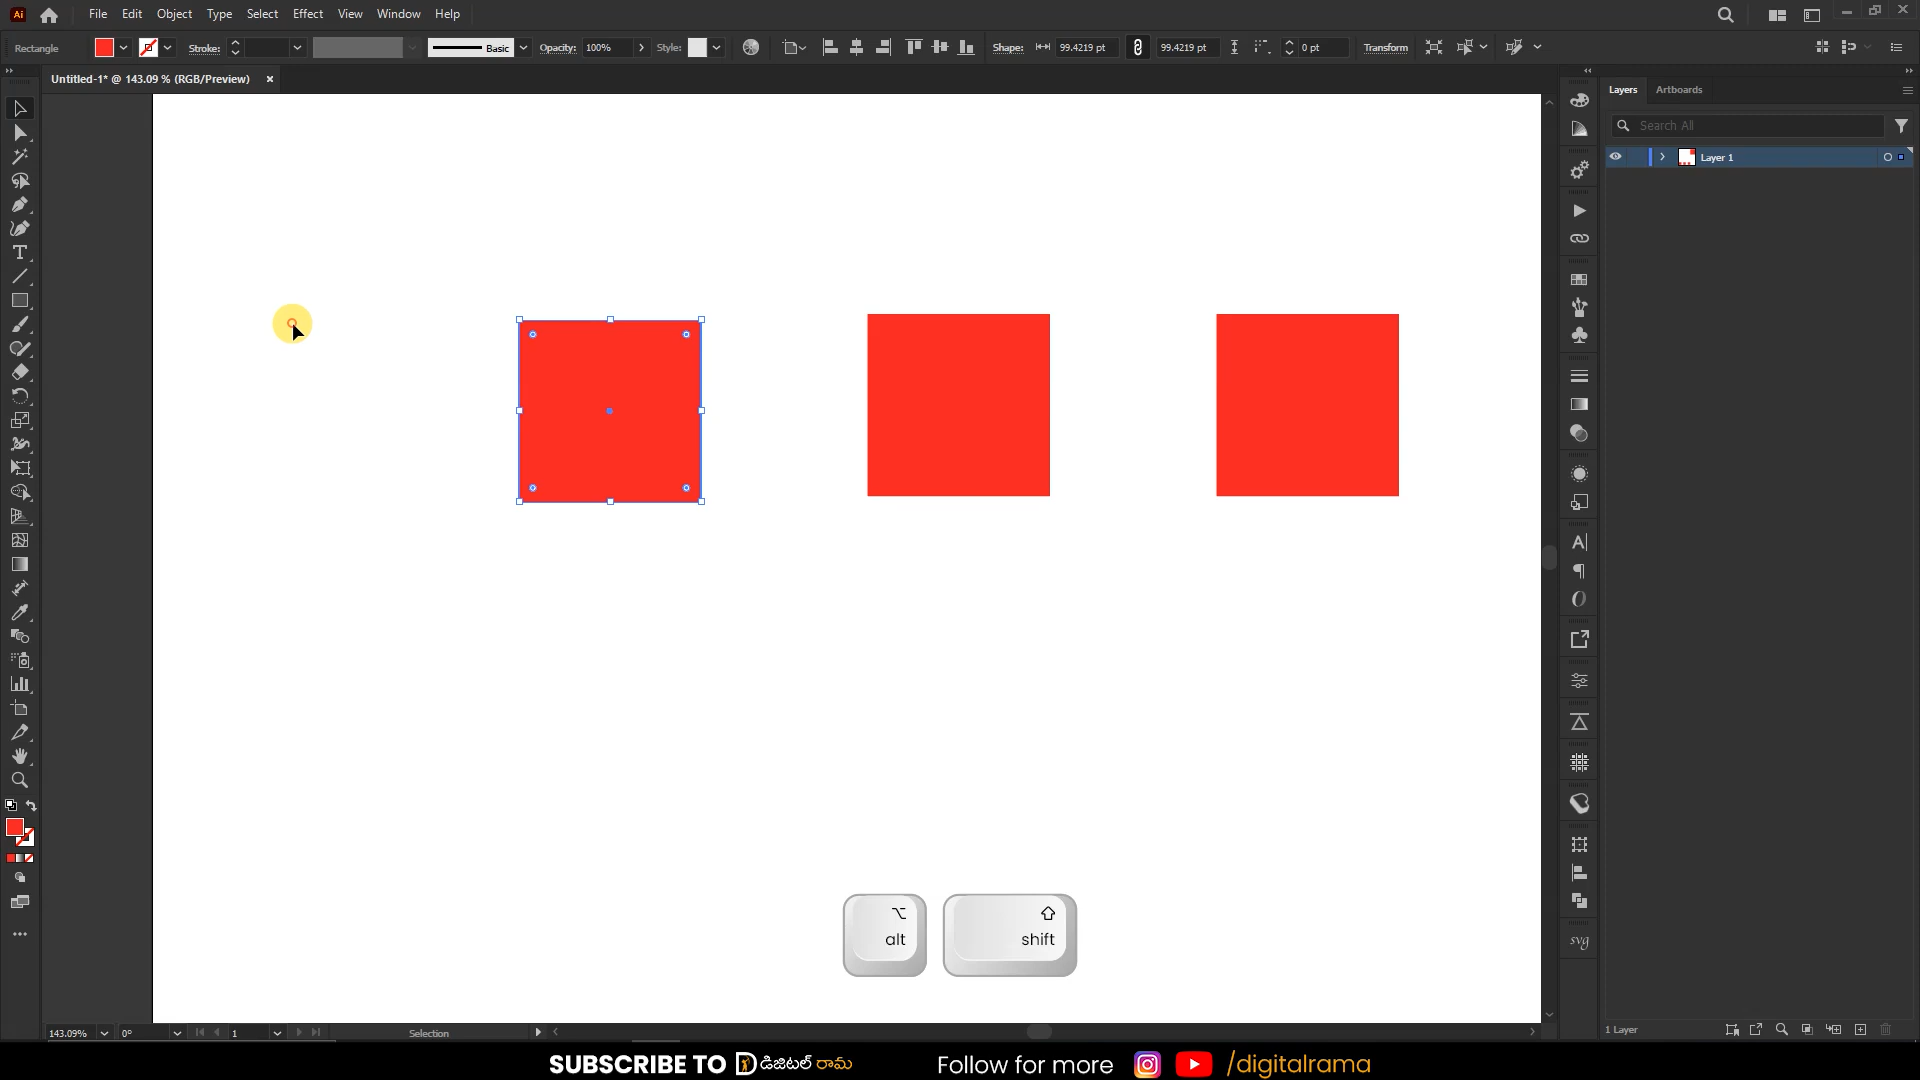 Ai File Edit Object Type Select Effect View Window Help
Rectangle Stroke: Basic Opacity: 100% Style: Shape: 99.4219 pt 99.4219 pt 0 pt Transform
Untitled-1* @ 143.09 % (RGB/Preview) ×
Layers Artboards
Search All
Layer 1
alt
shift
svg
143.09% 0° 1 Selection
1 Layer
SUBSCRIBE TO డిజిటల్ రామ Follow for more /digitalrama